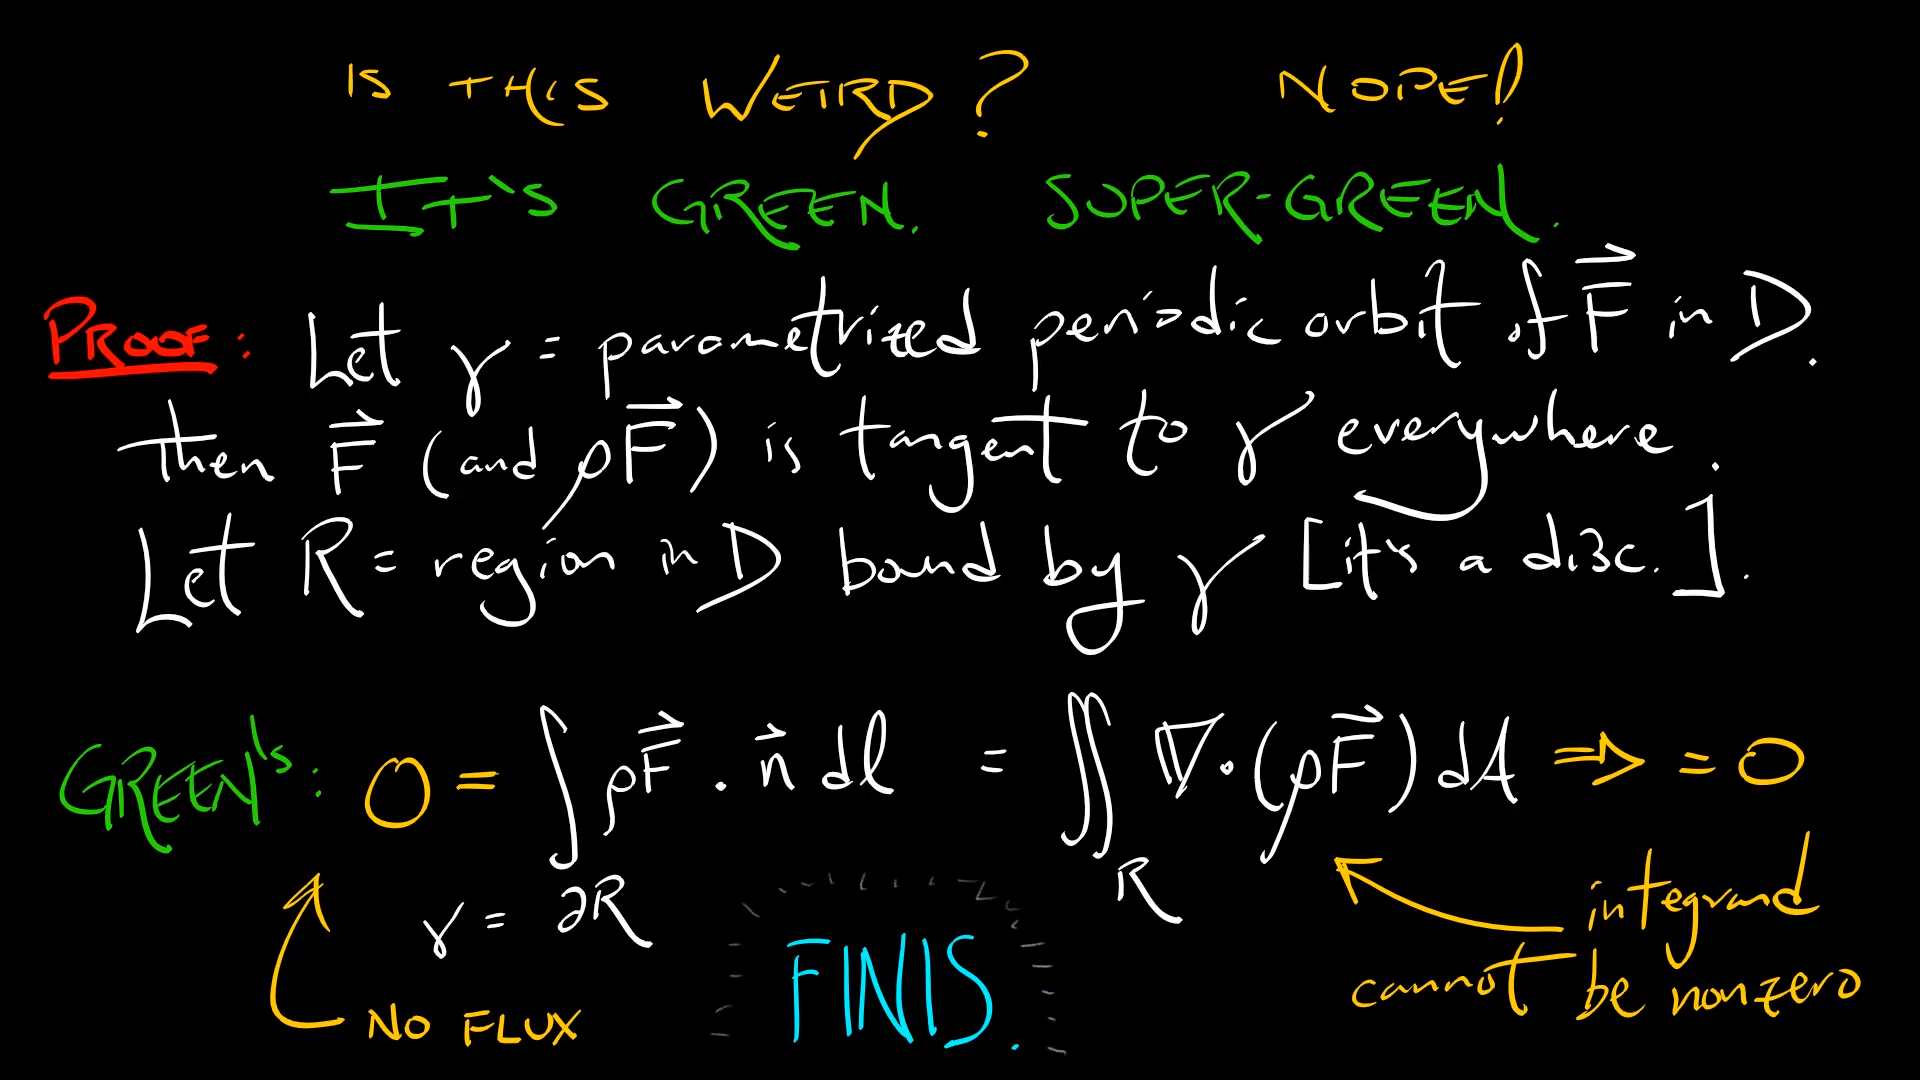 IS THIS WEIRD? NOPE!
IT'S GREEN. SUPER-GREEN.
PROOF: Let γ = parametrized periodic orbit of F⃗ in D.
Then F⃗ (and ρF⃗) is tangent to γ everywhere.
Let R = region in D bound by γ [it's a disc.].
GREEN'S: 0 = ∫ ρF⃗ · n⃗ dl = ∬ ∇·(ρF⃗) dA ⇒ = 0
γ = ∂R
R
integrand
cannot be nonzero
NO FLUX
FINIS.